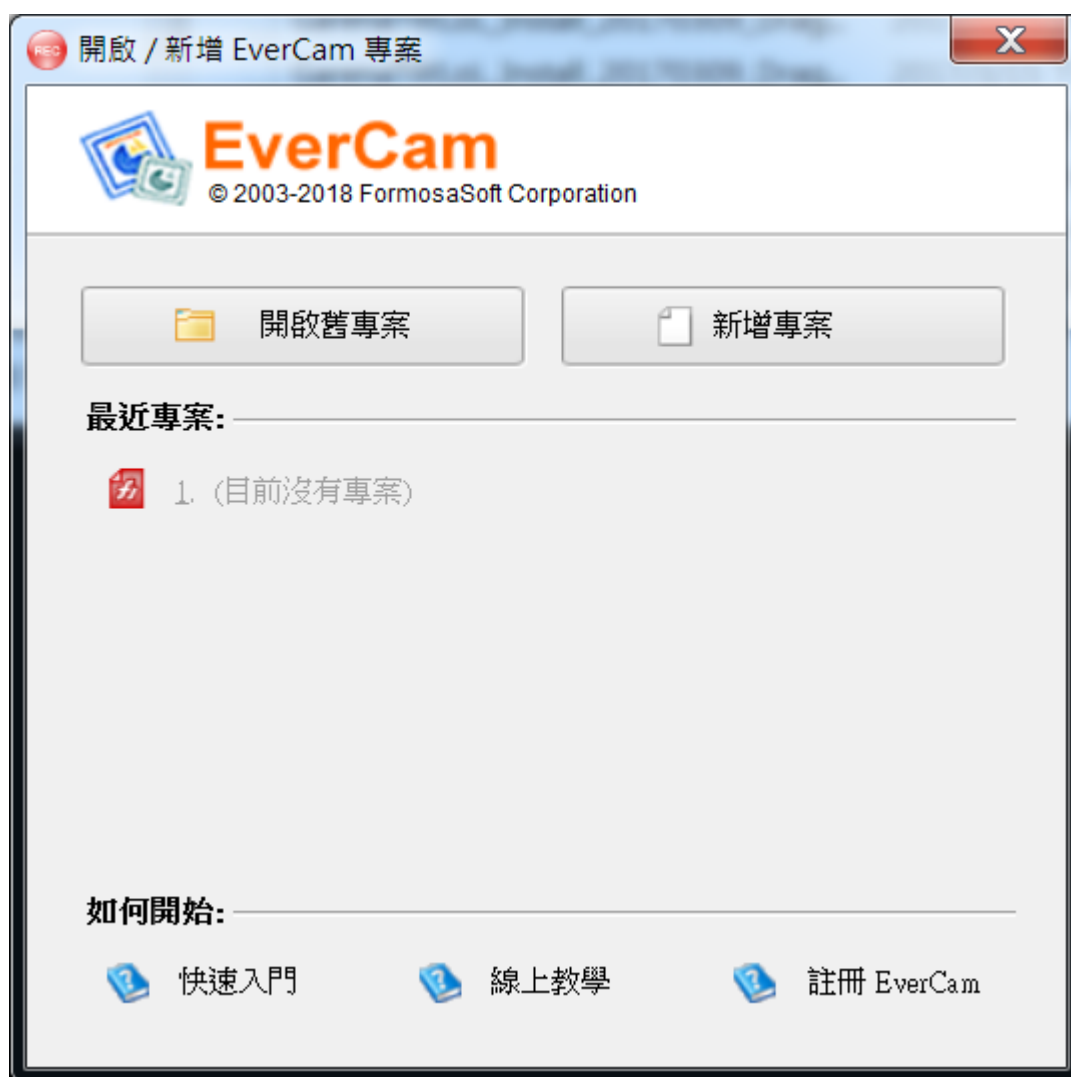 REC 開啟 / 新增 EverCam 專案
EverCam
© 2003-2018 FormosaSoft Corporation
開啟舊專案 新增專案
最近專案:
1. (目前沒有專案)
如何開始:
快速入門 線上教學 註冊 EverCam